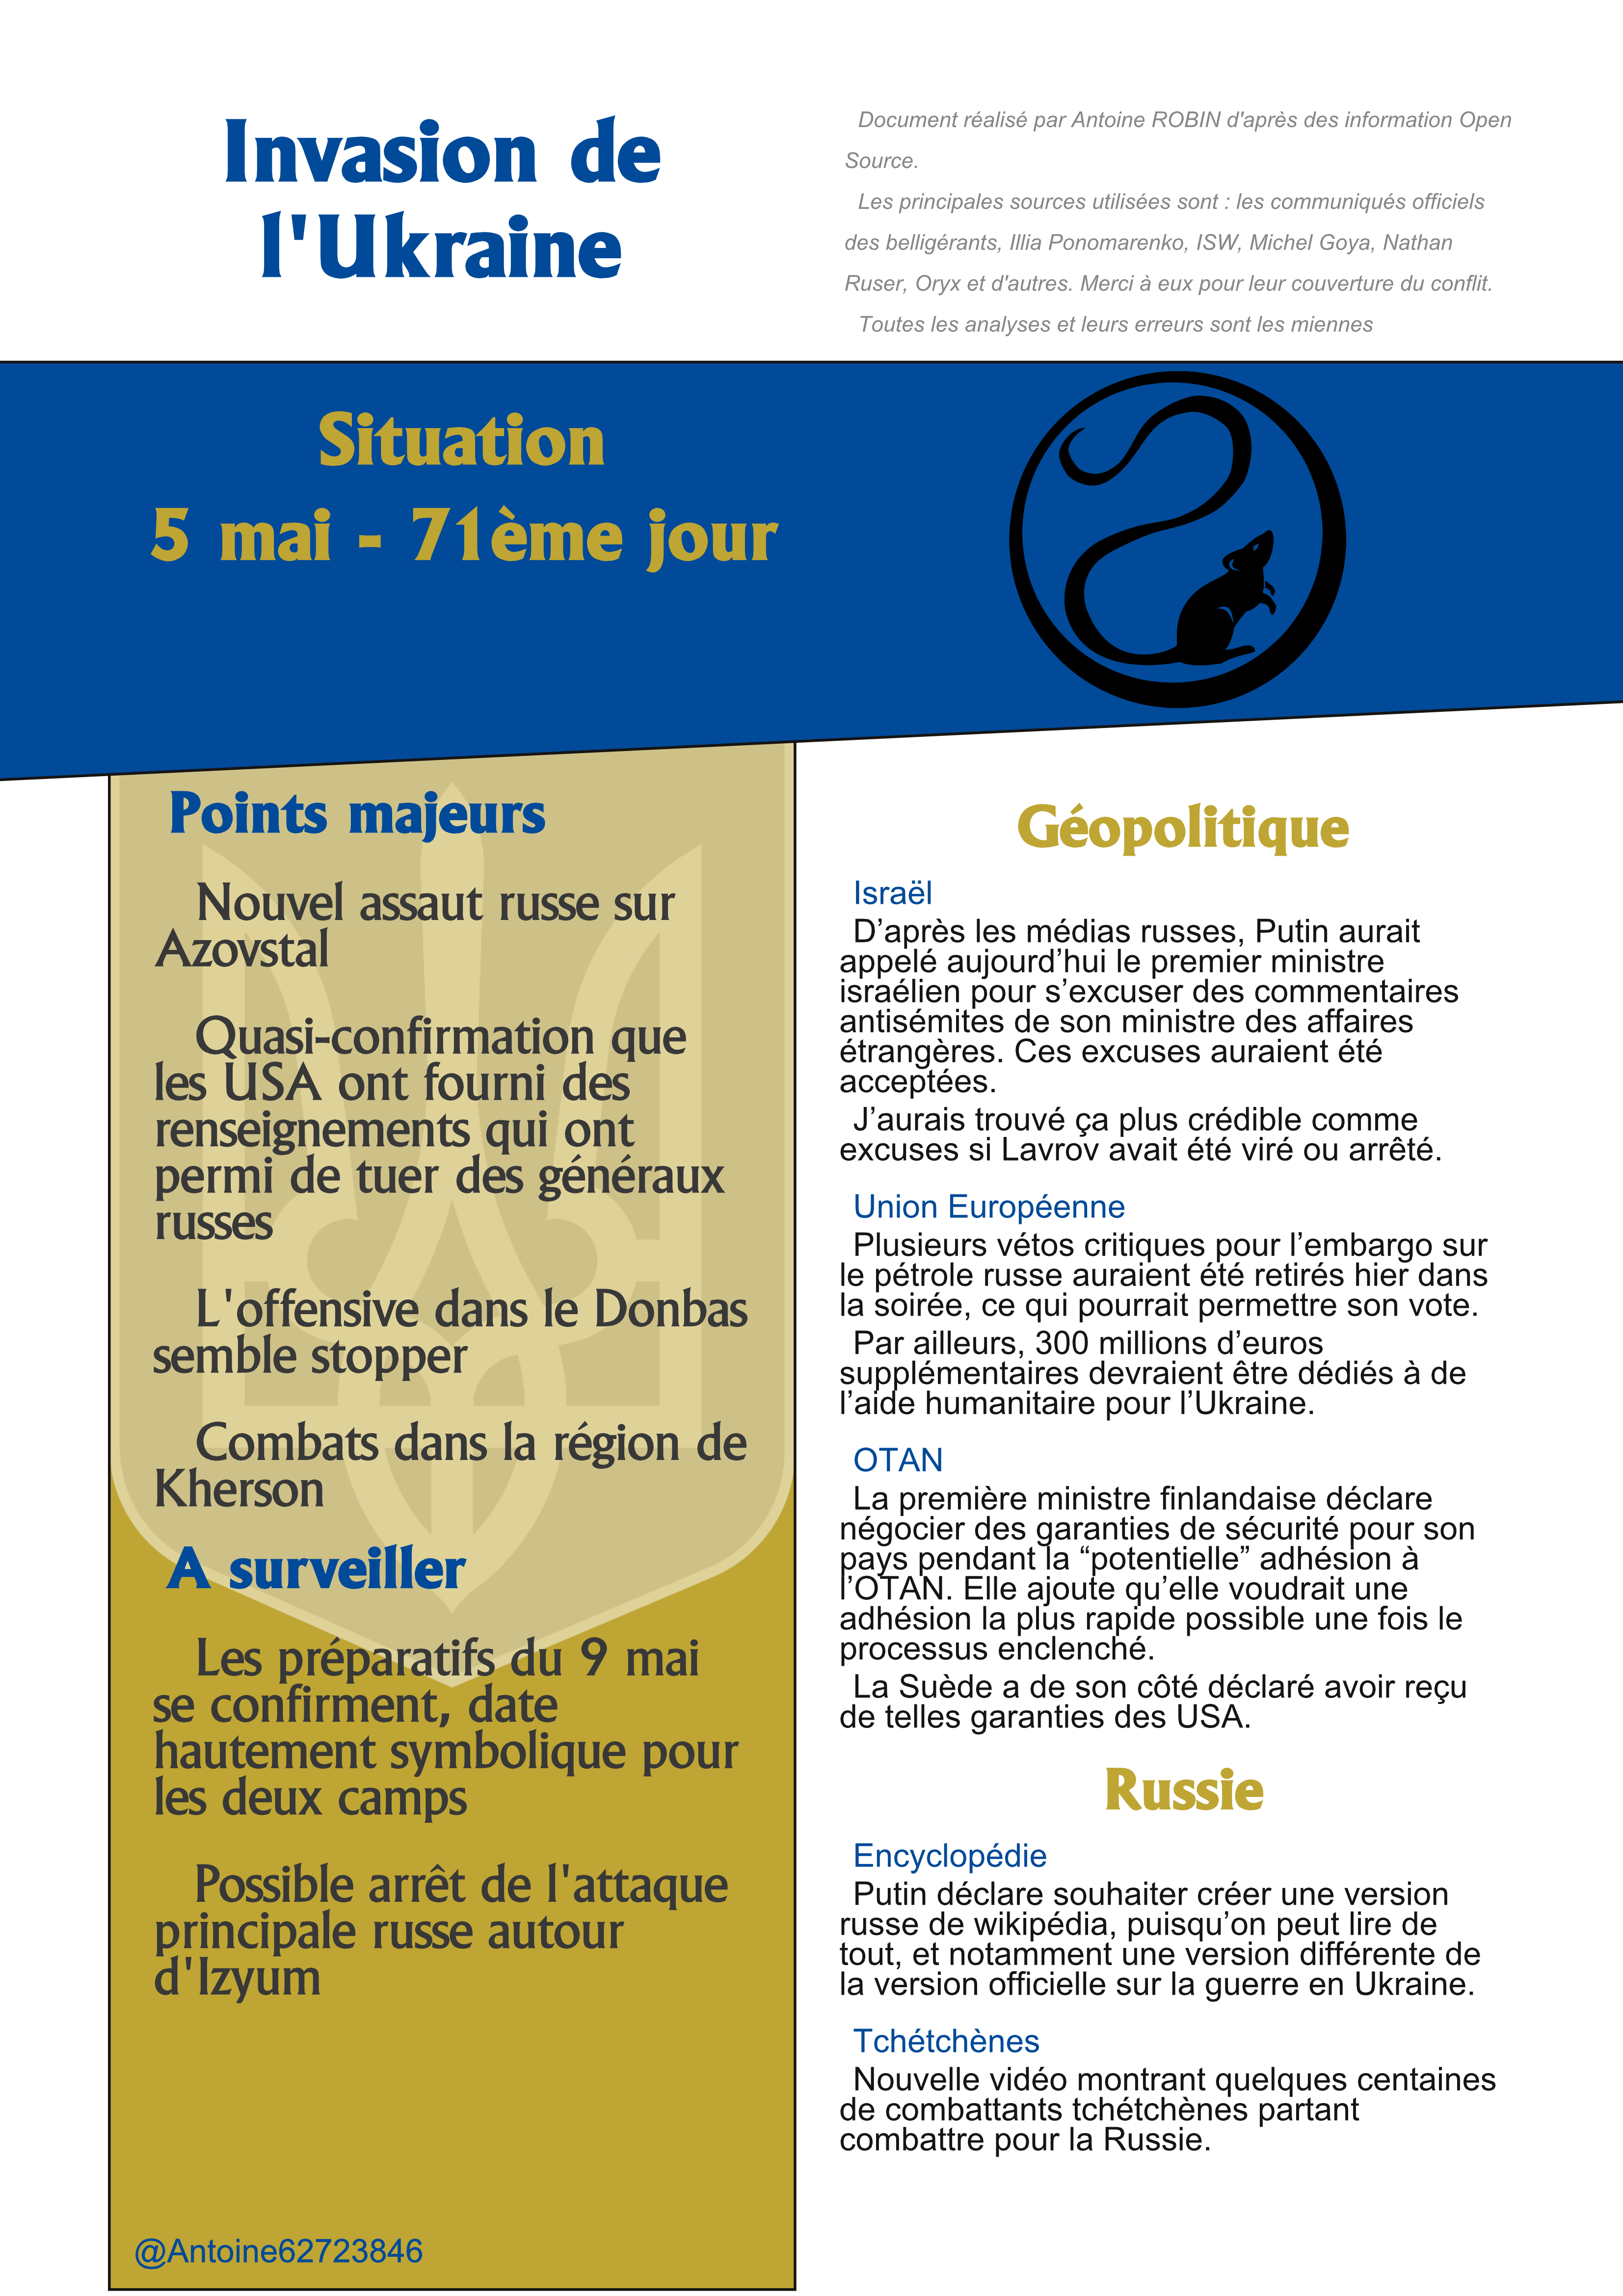 Invasion de
l'Ukraine
Document réalisé par Antoine ROBIN d'après des information Open
Source.
Les principales sources utilisées sont : les communiqués officiels
des belligérants, Illia Ponomarenko, ISW, Michel Goya, Nathan
Ruser, Oryx et d'autres. Merci à eux pour leur couverture du conflit.
Toutes les analyses et leurs erreurs sont les miennes
Situation
5 mai - 71ème jour
Points majeurs
Nouvel assaut russe sur
Azovstal
Quasi-confirmation que
les USA ont fourni des
renseignements qui ont
permi de tuer des généraux
russes
L'offensive dans le Donbas
semble stopper
Combats dans la région de
Kherson
A surveiller
Les préparatifs du 9 mai
se confirment, date
hautement symbolique pour
les deux camps
Possible arrêt de l'attaque
principale russe autour
d'Izyum
@Antoine62723846
Géopolitique
Israël
D’après les médias russes, Putin aurait
appelé aujourd’hui le premier ministre
israélien pour s’excuser des commentaires
antisémites de son ministre des affaires
étrangères. Ces excuses auraient été
acceptées.
J’aurais trouvé ça plus crédible comme
excuses si Lavrov avait été viré ou arrêté.
Union Européenne
Plusieurs vétos critiques pour l’embargo sur
le pétrole russe auraient été retirés hier dans
la soirée, ce qui pourrait permettre son vote.
Par ailleurs, 300 millions d’euros
supplémentaires devraient être dédiés à de
l’aide humanitaire pour l’Ukraine.
OTAN
La première ministre finlandaise déclare
négocier des garanties de sécurité pour son
pays pendant la “potentielle” adhésion à
l’OTAN. Elle ajoute qu’elle voudrait une
adhésion la plus rapide possible une fois le
processus enclenché.
La Suède a de son côté déclaré avoir reçu
de telles garanties des USA.
Russie
Encyclopédie
Putin déclare souhaiter créer une version
russe de wikipédia, puisqu’on peut lire de
tout, et notamment une version différente de
la version officielle sur la guerre en Ukraine.
Tchétchènes
Nouvelle vidéo montrant quelques centaines
de combattants tchétchènes partant
combattre pour la Russie.